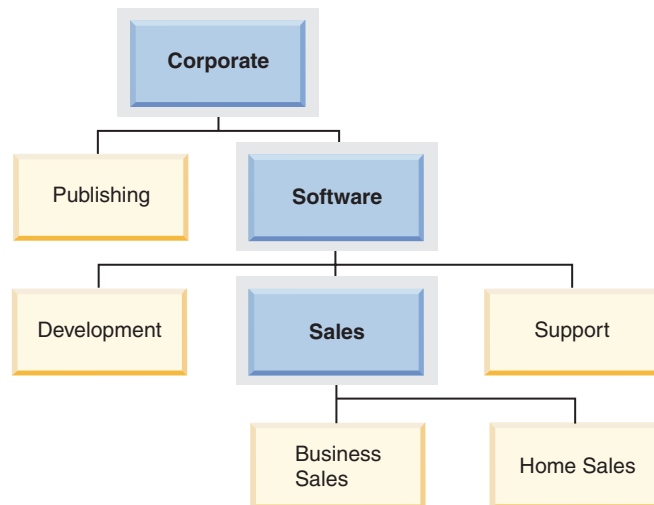 Corporate
Publishing
Software
Development
Sales
Support
Business
Sales
Home Sales